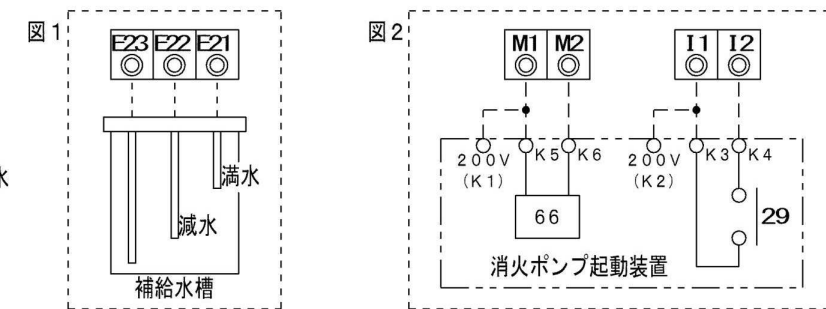 図1
E23 E22 E21
満水
減水
補給水槽
水
図2
M1 M2
I1 I2
200V
(K1)
K5
K6
200V
(K2)
K3
K4
66
29
消火ポンプ起動装置